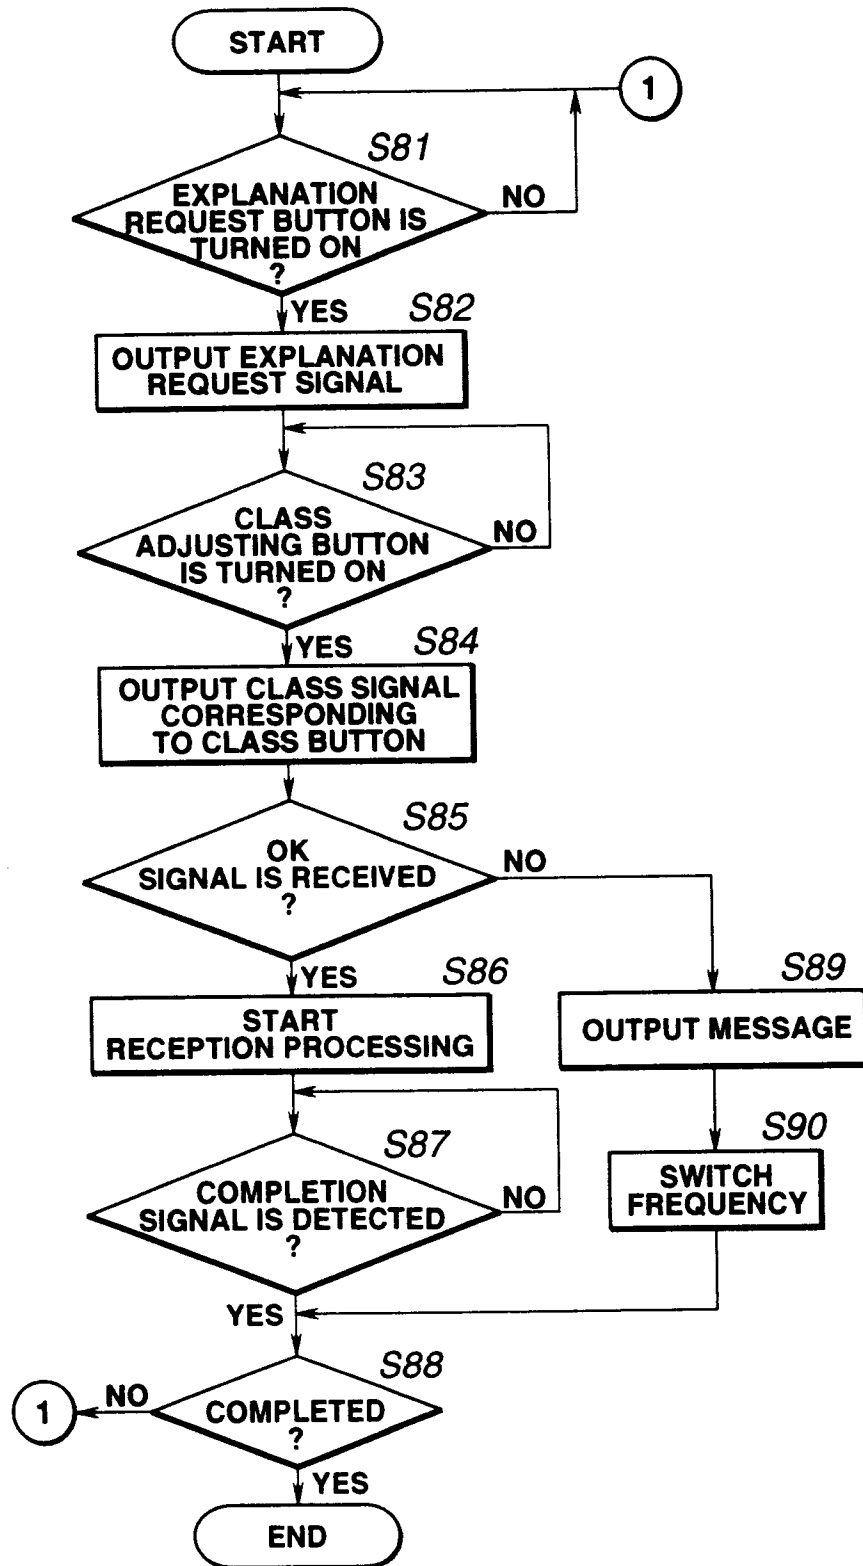 START
1
S81
EXPLANATION
REQUEST BUTTON IS
TURNED ON
?
NO
YES
S82
OUTPUT EXPLANATION
REQUEST SIGNAL
S83
CLASS
ADJUSTING BUTTON
IS TURNED ON
?
NO
YES
S84
OUTPUT CLASS SIGNAL
CORRESPONDING
TO CLASS BUTTON
S85
OK
SIGNAL IS RECEIVED
?
NO
YES
S86
START
RECEPTION PROCESSING
S89
OUTPUT MESSAGE
S87
COMPLETION
SIGNAL IS DETECTED
?
NO
S90
SWITCH
FREQUENCY
YES
S88
COMPLETED
?
NO
1
YES
END